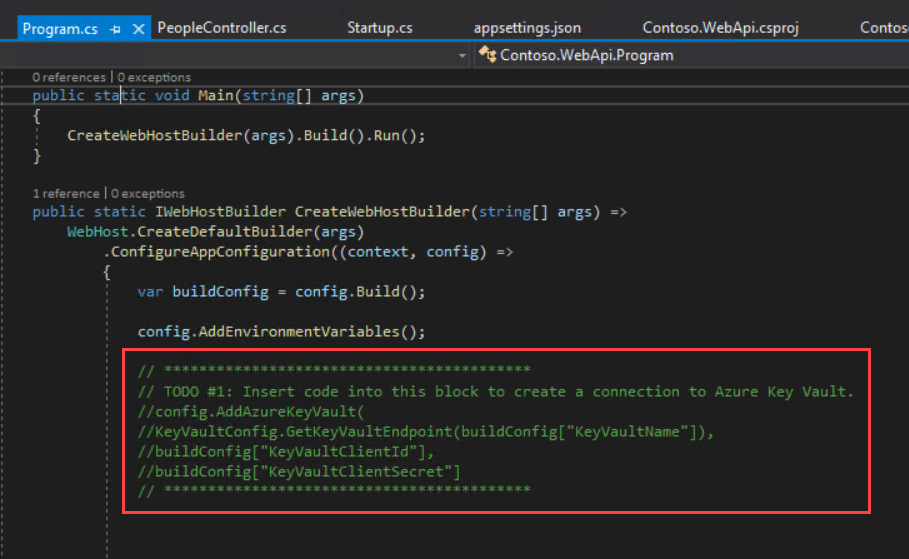 Program.cs PeopleController.cs Startup.cs appsettings.json Contoso.WebApi.csproj Contos
Contoso.WebApi.Program
0 references | 0 exceptions
public static void Main(string[] args)
{
CreateWebHostBuilder(args).Build().Run();
}
1 reference | 0 exceptions
public static IWebHostBuilder CreateWebHostBuilder(string[] args) =>
WebHost.CreateDefaultBuilder(args)
.ConfigureAppConfiguration((context, config) =>
{
var buildConfig = config.Build();
config.AddEnvironmentVariables();
// ******************************************
// TODO #1: Insert code into this block to create a connection to Azure Key Vault.
//config.AddAzureKeyVault(
//KeyVaultConfig.GetKeyVaultEndpoint(buildConfig["KeyVaultName"]),
//buildConfig["KeyVaultClientId"],
//buildConfig["KeyVaultClientSecret"]
// ******************************************